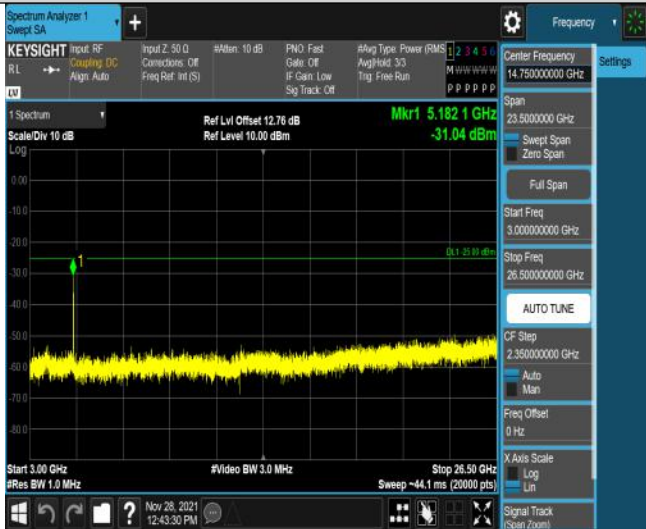 Spectrum Analyzer 1
Swept SA
Frequency
KEYSIGHT
Input: RF
Input Z: 50 Ω
#Atten: 10 dB
PNO: Fast
#Avg Type: Power (RMS
1 2 3 4 5 6
RL
Coupling: DC
Corrections: Off
Gate: Off
Avg|Hold: 3/3
M W W W W W
Align: Auto
Freq Ref: Int (S)
IF Gain: Low
Trig: Free Run
Sig Track: Off
P P P P P P
Center Frequency
14.750000000 GHz
Settings
Span
23.5000000 GHz
Swept Span
Zero Span
Full Span
Start Freq
3.000000000 GHz
Stop Freq
26.500000000 GHz
AUTO TUNE
CF Step
2.350000000 GHz
Auto
Man
Freq Offset
0 Hz
X Axis Scale
Log
Lin
Signal Track
(Span Zoom)
1 Spectrum
Ref Lvl Offset 12.76 dB
Mkr1 5.182 1 GHz
Scale/Div 10 dB
Ref Level 10.00 dBm
-31.04 dBm
Log
0.00
-10.0
-20.0
DL1 -25.00 dBm
1
-30.0
-40.0
-50.0
-60.0
-70.0
-80.0
Start 3.00 GHz
#Video BW 3.0 MHz
Stop 26.50 GHz
#Res BW 1.0 MHz
Sweep ~44.1 ms (20000 pts)
?
Nov 28, 2021
12:43:30 PM